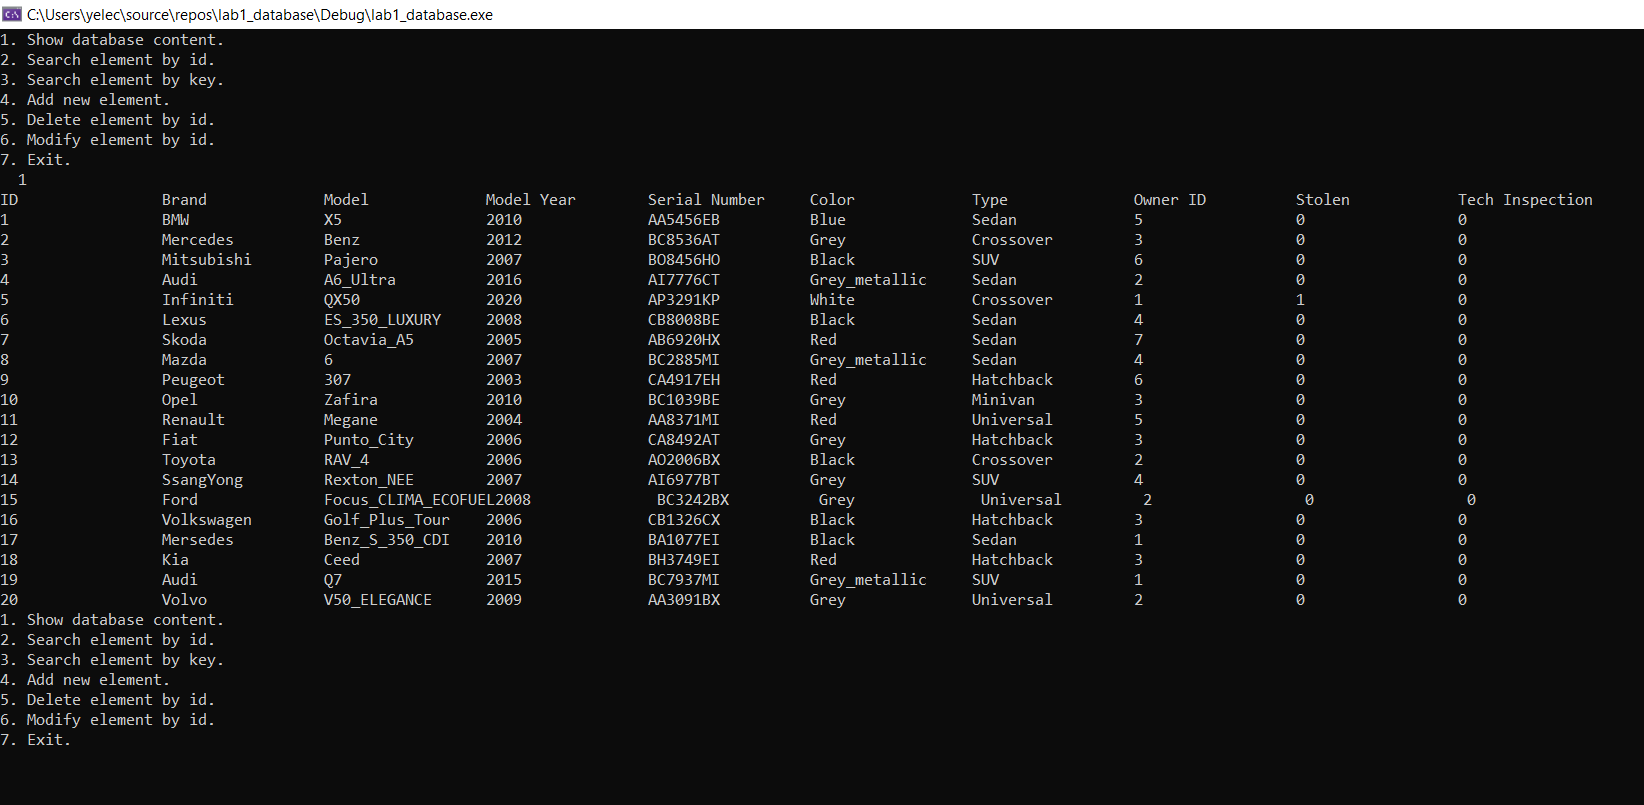 C:\Users\yelec\source\repos\lab1_database\Debug\lab1_database.exe
1. Show database content.
2. Search element by id.
3. Search element by key.
4. Add new element.
5. Delete element by id.
6. Modify element by id.
7. Exit.
1
ID Brand Model Model Year Serial Number Color Type Owner ID Stolen Tech Inspection
1 BMW X5 2010 AA5456EB Blue Sedan 5 0 0
2 Mercedes Benz 2012 BC8536AT Grey Crossover 3 0 0
3 Mitsubishi Pajero 2007 BO8456HO Black SUV 6 0 0
4 Audi A6_Ultra 2016 AI7776CT Grey_metallic Sedan 2 0 0
5 Infiniti QX50 2020 AP3291KP White Crossover 1 1 0
6 Lexus ES_350_LUXURY 2008 CB8008BE Black Sedan 4 0 0
7 Skoda Octavia_A5 2005 AB6920HX Red Sedan 7 0 0
8 Mazda 6 2007 BC2885MI Grey_metallic Sedan 4 0 0
9 Peugeot 307 2003 CA4917EH Red Hatchback 6 0 0
10 Opel Zafira 2010 BC1039BE Grey Minivan 3 0 0
11 Renault Megane 2004 AA8371MI Red Universal 5 0 0
12 Fiat Punto_City 2006 CA8492AT Grey Hatchback 3 0 0
13 Toyota RAV_4 2006 AO2006BX Black Crossover 2 0 0
14 SsangYong Rexton_NEE 2007 AI6977BT Grey SUV 4 0 0
15 Ford Focus_CLIMA_ECOFUEL2008 BC3242BX Grey Universal 2 0 0
16 Volkswagen Golf_Plus_Tour 2006 CB1326CX Black Hatchback 3 0 0
17 Mersedes Benz_S_350_CDI 2010 BA1077EI Black Sedan 1 0 0
18 Kia Ceed 2007 BH3749EI Red Hatchback 3 0 0
19 Audi Q7 2015 BC7937MI Grey_metallic SUV 1 0 0
20 Volvo V50_ELEGANCE 2009 AA3091BX Grey Universal 2 0 0
1. Show database content.
2. Search element by id.
3. Search element by key.
4. Add new element.
5. Delete element by id.
6. Modify element by id.
7. Exit.